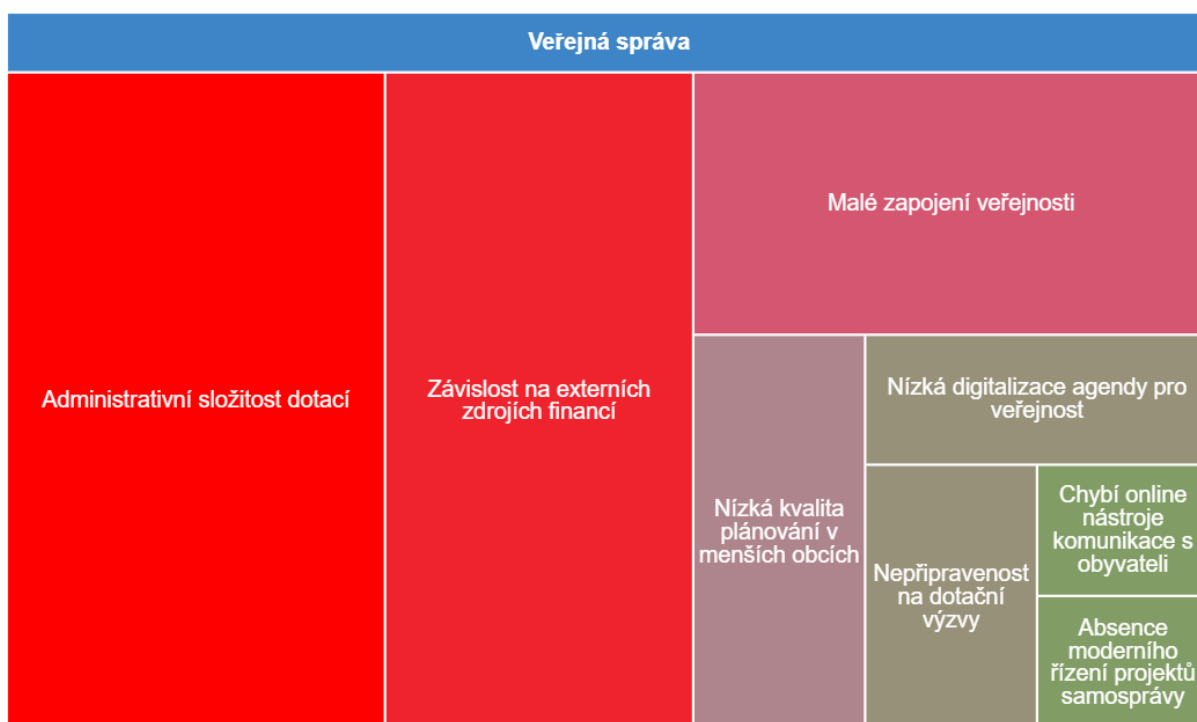 Veřejná správa
Administrativní složitost dotací
Závislost na externích
zdrojích financí
Malé zapojení veřejnosti
Nízká kvalita
plánování v
menších obcích
Nízká digitalizace agendy pro
veřejnost
Nepřipravenost
na dotační
výzvy
Chybí online
nástroje
komunikace s
obyvateli
Absence
moderního
řízení projektů
samosprávy